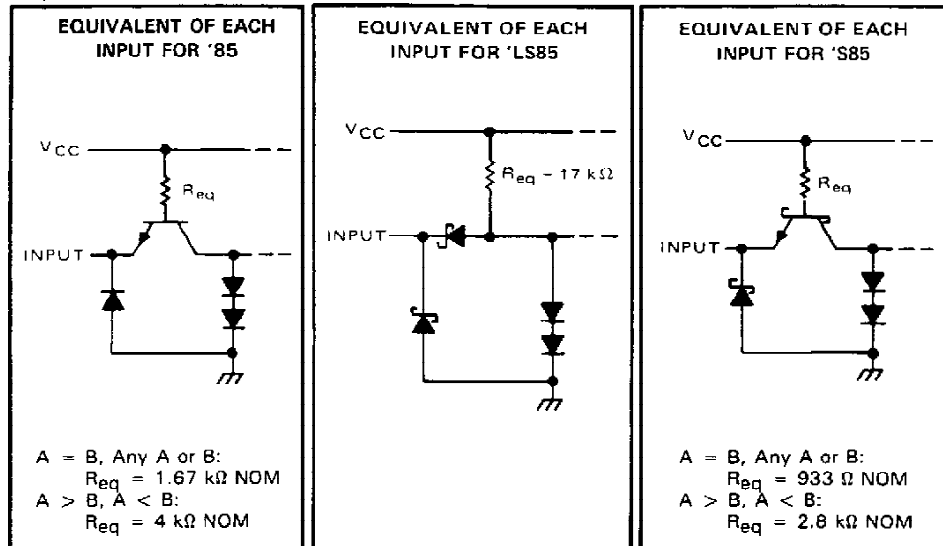 EQUIVALENT OF EACH
INPUT FOR '85
VCC
Req
INPUT
A = B, Any A or B:
Req = 1.67 kΩ NOM
A > B, A < B:
Req = 4 kΩ NOM
EQUIVALENT OF EACH
INPUT FOR 'LS85
VCC
Req - 17 kΩ
INPUT
EQUIVALENT OF EACH
INPUT FOR 'S85
VCC
Req
INPUT
A = B, Any A or B:
Req = 933 Ω NOM
A > B, A < B:
Req = 2.8 kΩ NOM